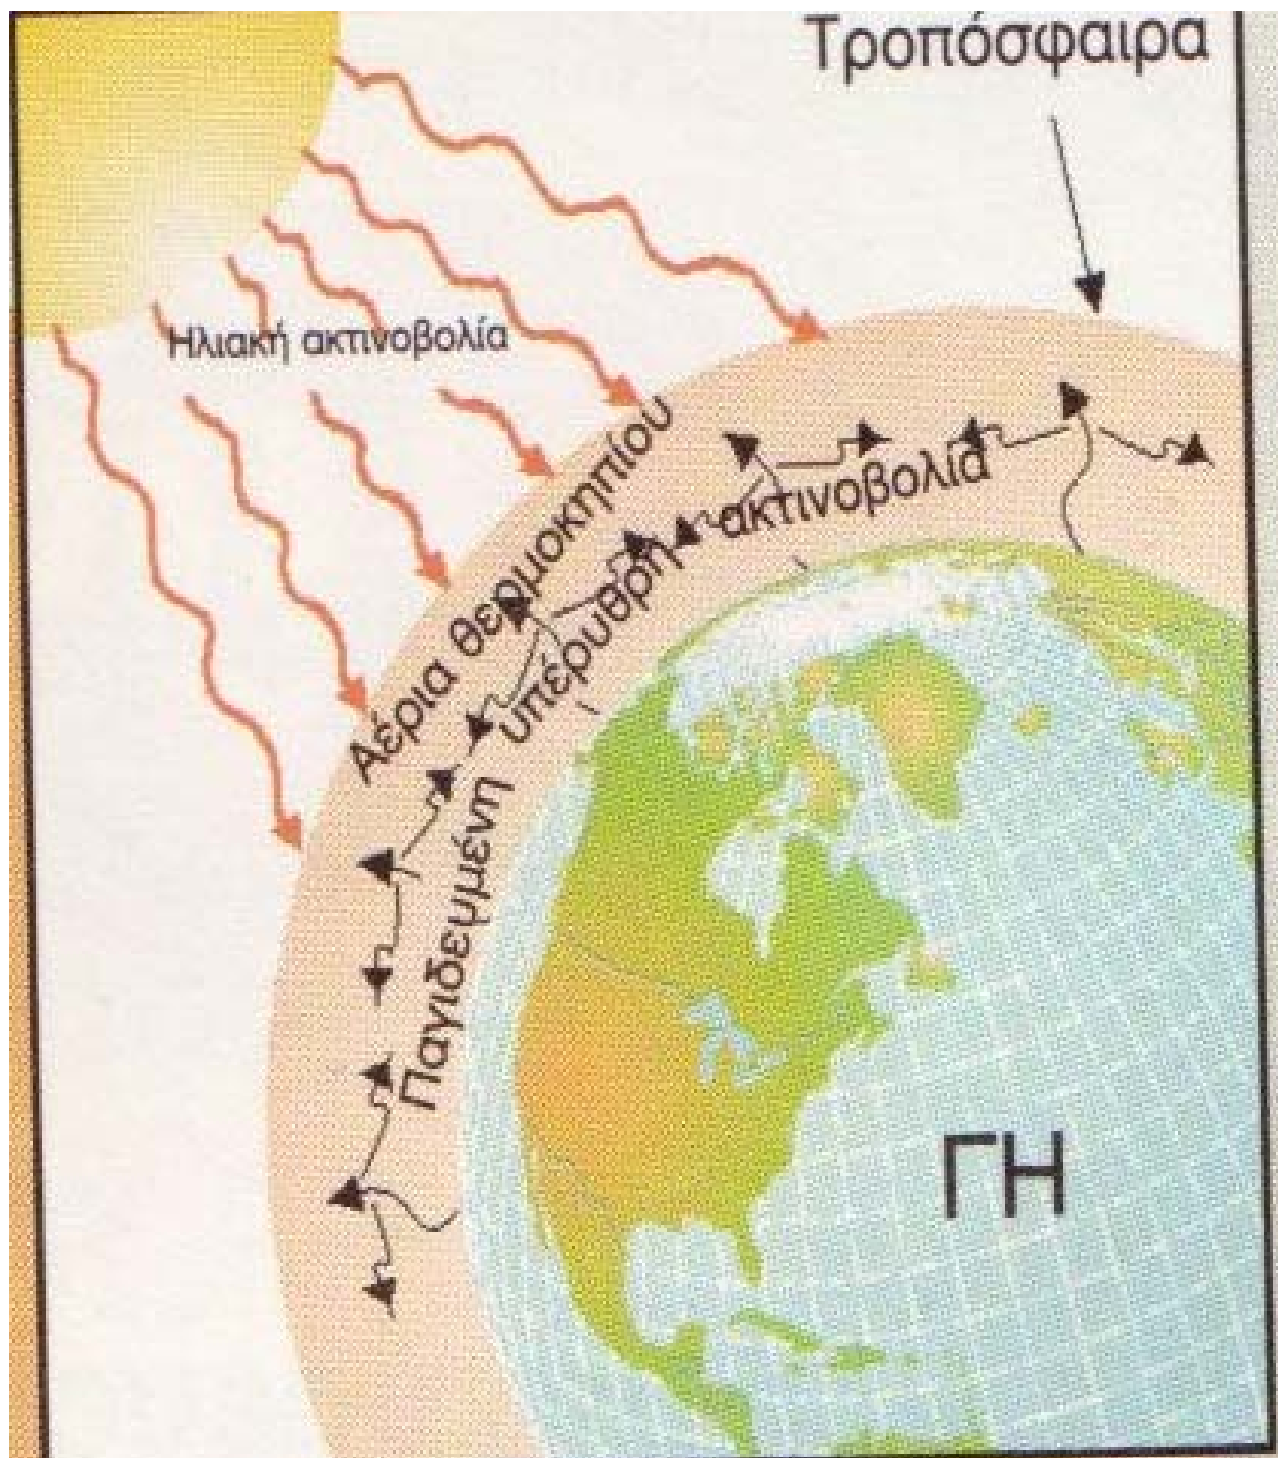 Τροπόσφαιρα
Ηλιακή ακτινοβολία
Αέρια θερμοκηπίου
Παγιδευμένη υπέρυθρη ακτινοβολία
ΓΗ